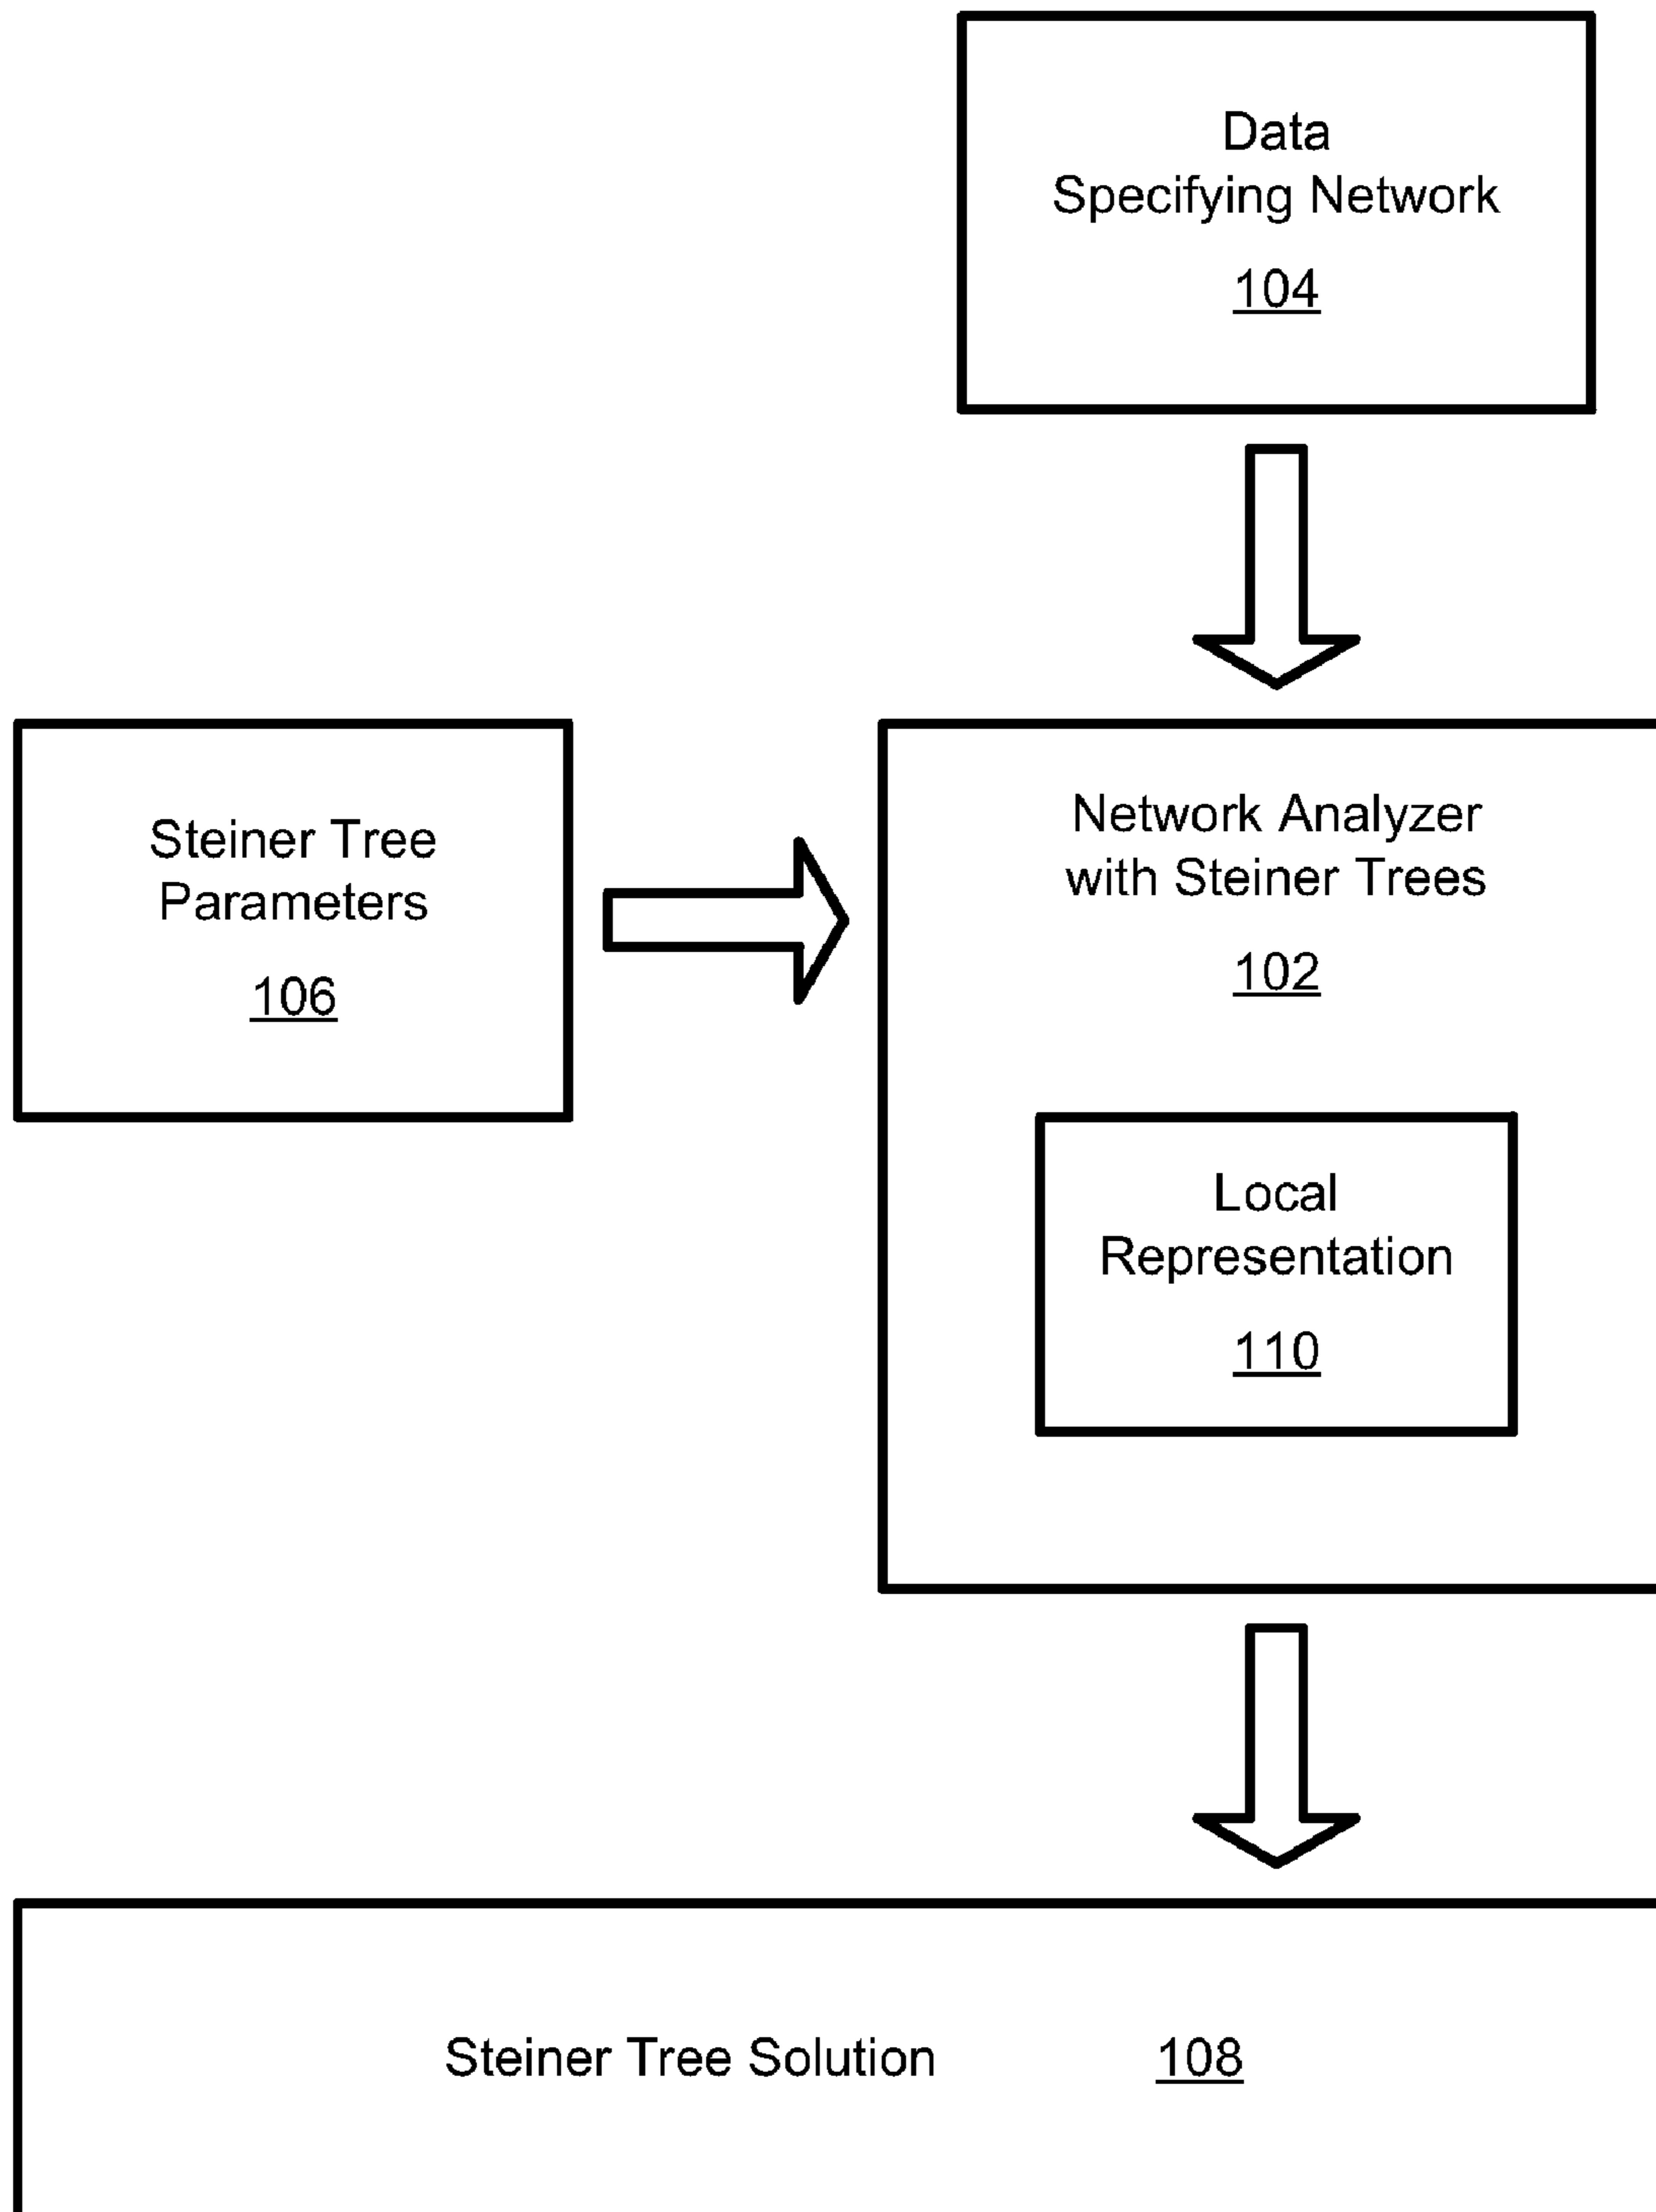 Data
Specifying Network
104
Steiner Tree
Parameters
106
Network Analyzer
with Steiner Trees
102
Local
Representation
110
Steiner Tree Solution 108